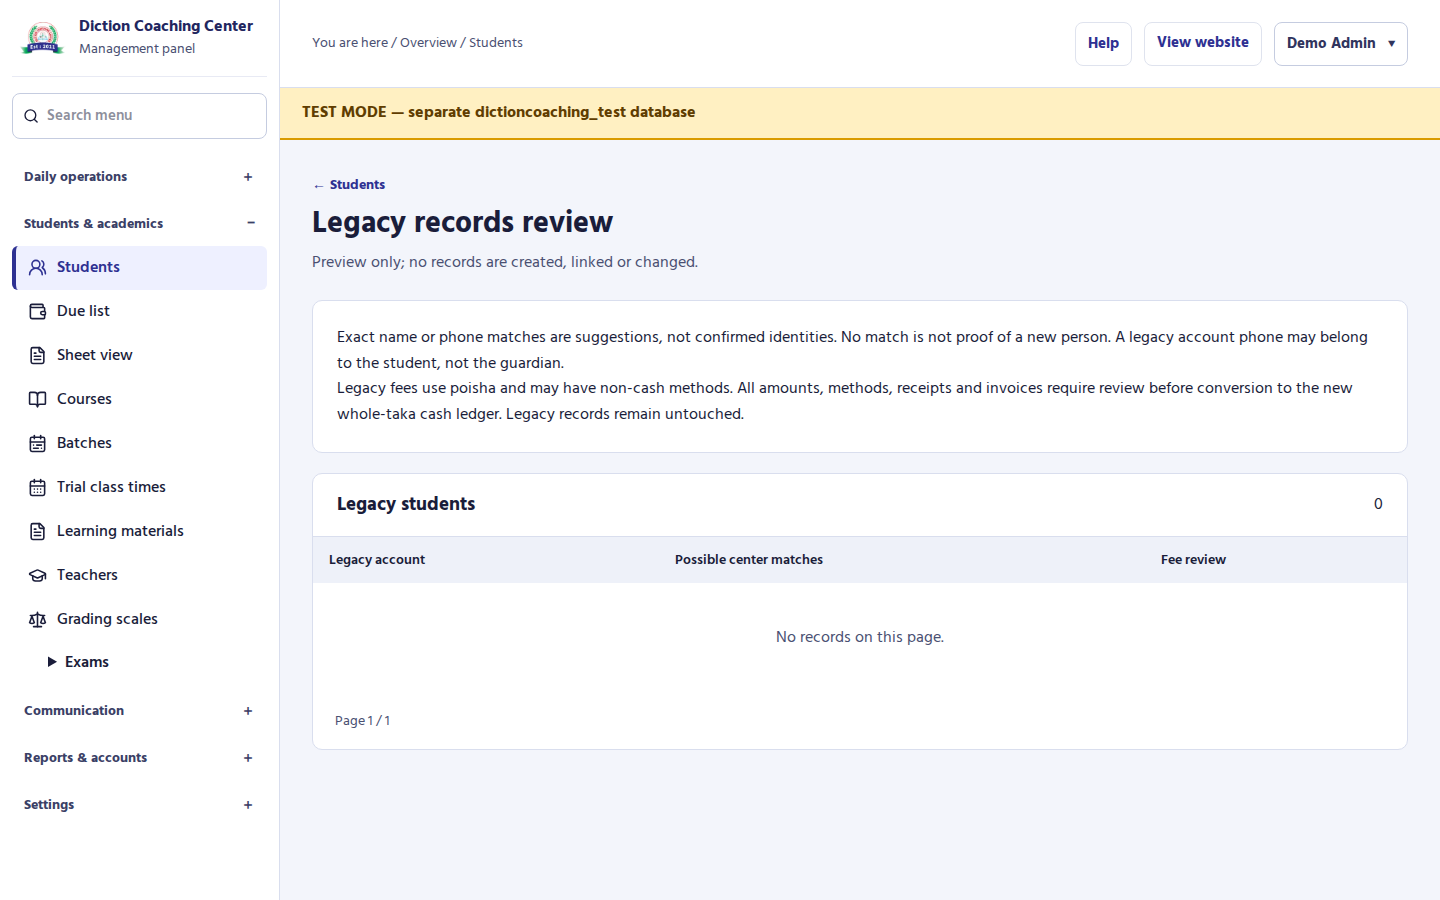 Diction Coaching Center
Management panel
Est : 2011
Search menu
Daily operations +
Students & academics −
Students
Due list
Sheet view
Courses
Batches
Trial class times
Learning materials
Teachers
Grading scales
▶ Exams
Communication +
Reports & accounts +
Settings +
You are here / Overview / Students
Help
View website
Demo Admin ▾
TEST MODE — separate dictioncoaching_test database
← Students
Legacy records review
Preview only; no records are created, linked or changed.
Exact name or phone matches are suggestions, not confirmed identities. No match is not proof of a new person. A legacy account phone may belong
to the student, not the guardian.
Legacy fees use poisha and may have non-cash methods. All amounts, methods, receipts and invoices require review before conversion to the new
whole-taka cash ledger. Legacy records remain untouched.
Legacy students 0
Legacy account Possible center matches Fee review
No records on this page.
Page 1 / 1